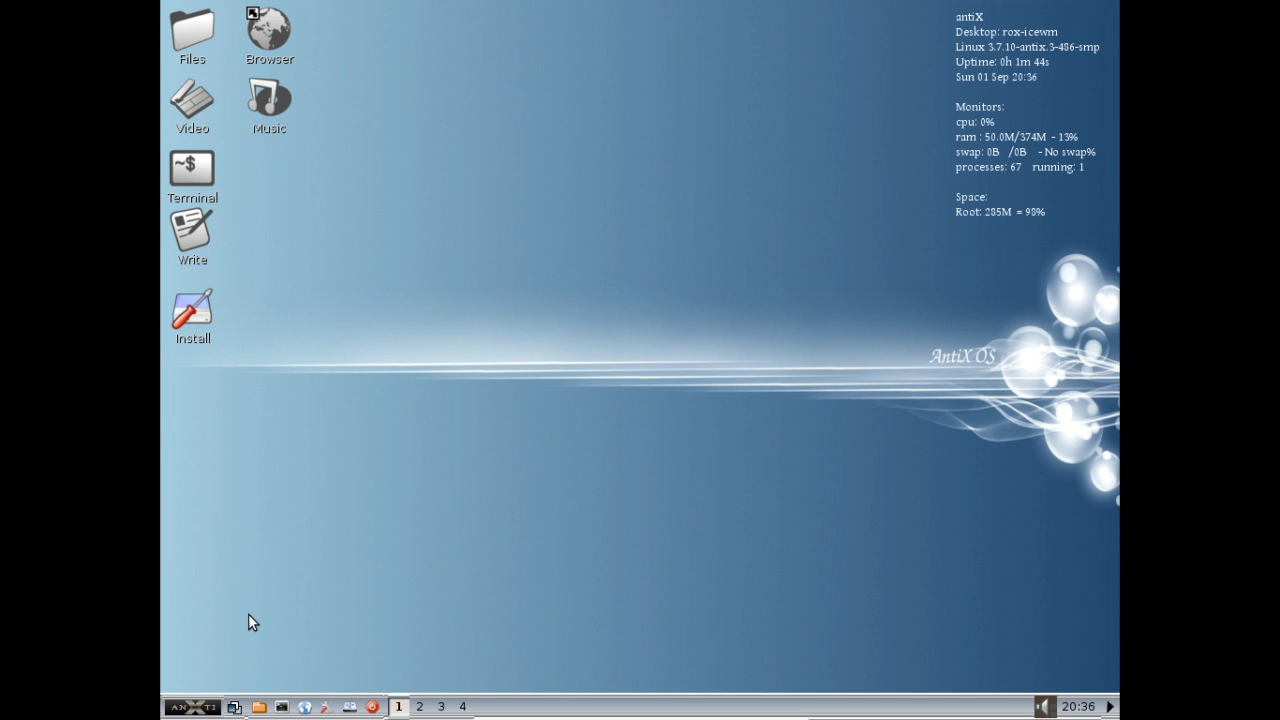 Files
Browser
Video
Music
~$
Terminal
Write
Install
antiX
Desktop: rox-icewm
Linux 3.7.10-antix.3-486-smp
Uptime: 0h 1m 44s
Sun 01 Sep 20:36
Monitors:
cpu: 0%
ram : 50.0M/374M - 13%
swap: 0B /0B - No swap%
processes: 67 running: 1
Space:
Root: 285M = 98%
AntiX OS
ANXTI 1 2 3 4 20:36